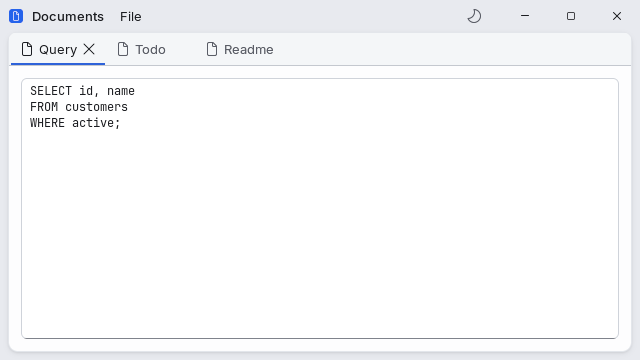 Documents File
Query Todo Readme
SELECT id, name
FROM customers
WHERE active;